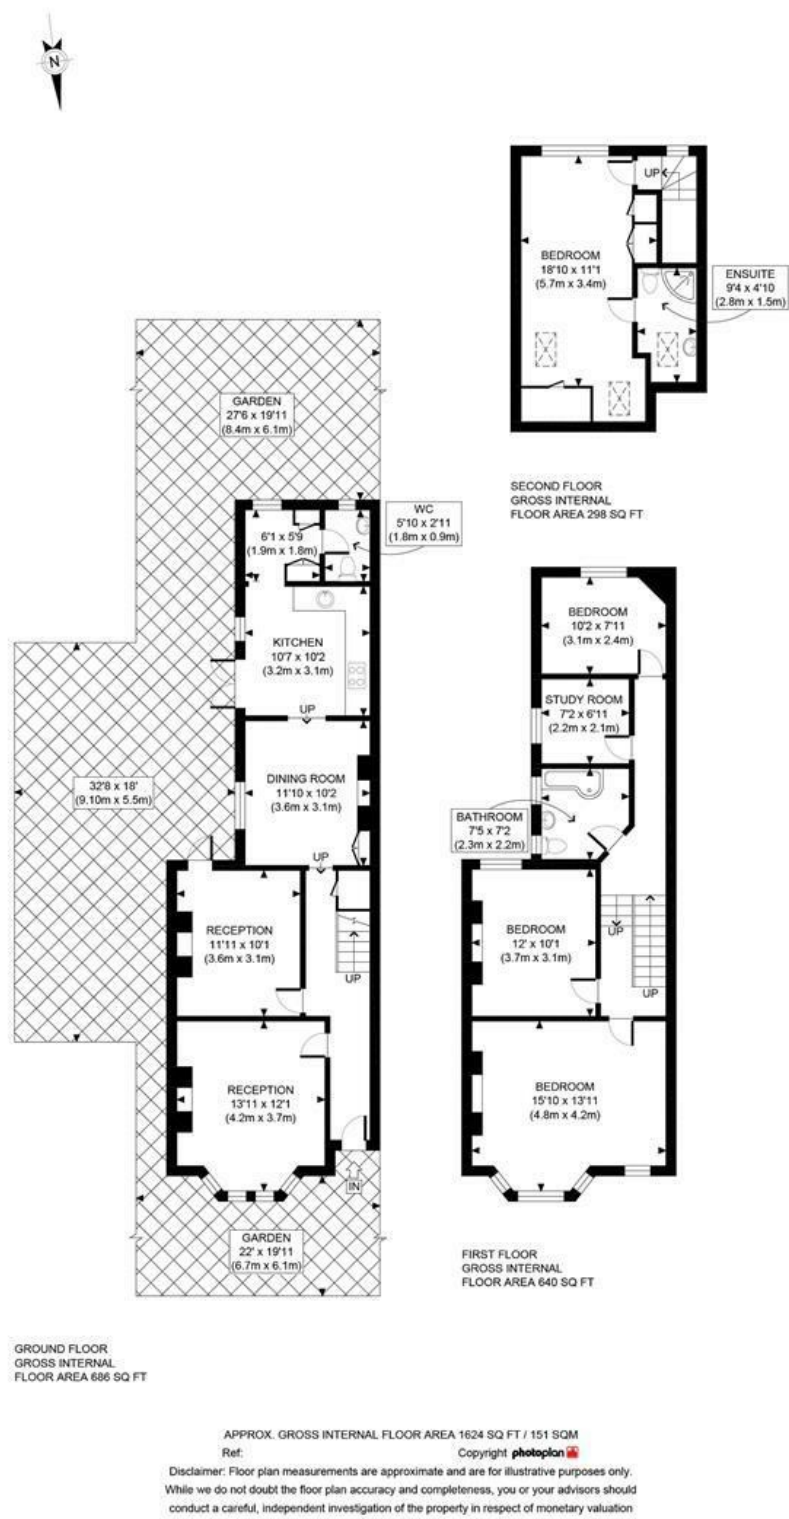 N
UP
BEDROOM
18'10 x 11'1
(5.7m x 3.4m)
ENSUITE
9'4 x 4'10
(2.8m x 1.5m)
SECOND FLOOR
GROSS INTERNAL
FLOOR AREA 298 SQ FT
GARDEN
27'6 x 19'11
(8.4m x 6.1m)
WC
5'10 x 2'11
(1.8m x 0.9m)
6'1 x 5'9
(1.9m x 1.8m)
KITCHEN
10'7 x 10'2
(3.2m x 3.1m)
UP
DINING ROOM
11'10 x 10'2
(3.6m x 3.1m)
UP
32'8 x 18'
(9.10m x 5.5m)
RECEPTION
11'11 x 10'1
(3.6m x 3.1m)
UP
RECEPTION
13'11 x 12'1
(4.2m x 3.7m)
IN
GARDEN
22' x 19'11
(6.7m x 6.1m)
GROUND FLOOR
GROSS INTERNAL
FLOOR AREA 686 SQ FT
BEDROOM
10'2 x 7'11
(3.1m x 2.4m)
STUDY ROOM
7'2 x 6'11
(2.2m x 2.1m)
BATHROOM
7'5 x 7'2
(2.3m x 2.2m)
BEDROOM
12' x 10'1
(3.7m x 3.1m)
UP
UP
BEDROOM
15'10 x 13'11
(4.8m x 4.2m)
FIRST FLOOR
GROSS INTERNAL
FLOOR AREA 640 SQ FT
APPROX. GROSS INTERNAL FLOOR AREA 1624 SQ FT / 151 SQM
Ref: Copyright photoplan
Disclaimer: Floor plan measurements are approximate and are for illustrative purposes only.
While we do not doubt the floor plan accuracy and completeness, you or your advisors should
conduct a careful, independent investigation of the property in respect of monetary valuation